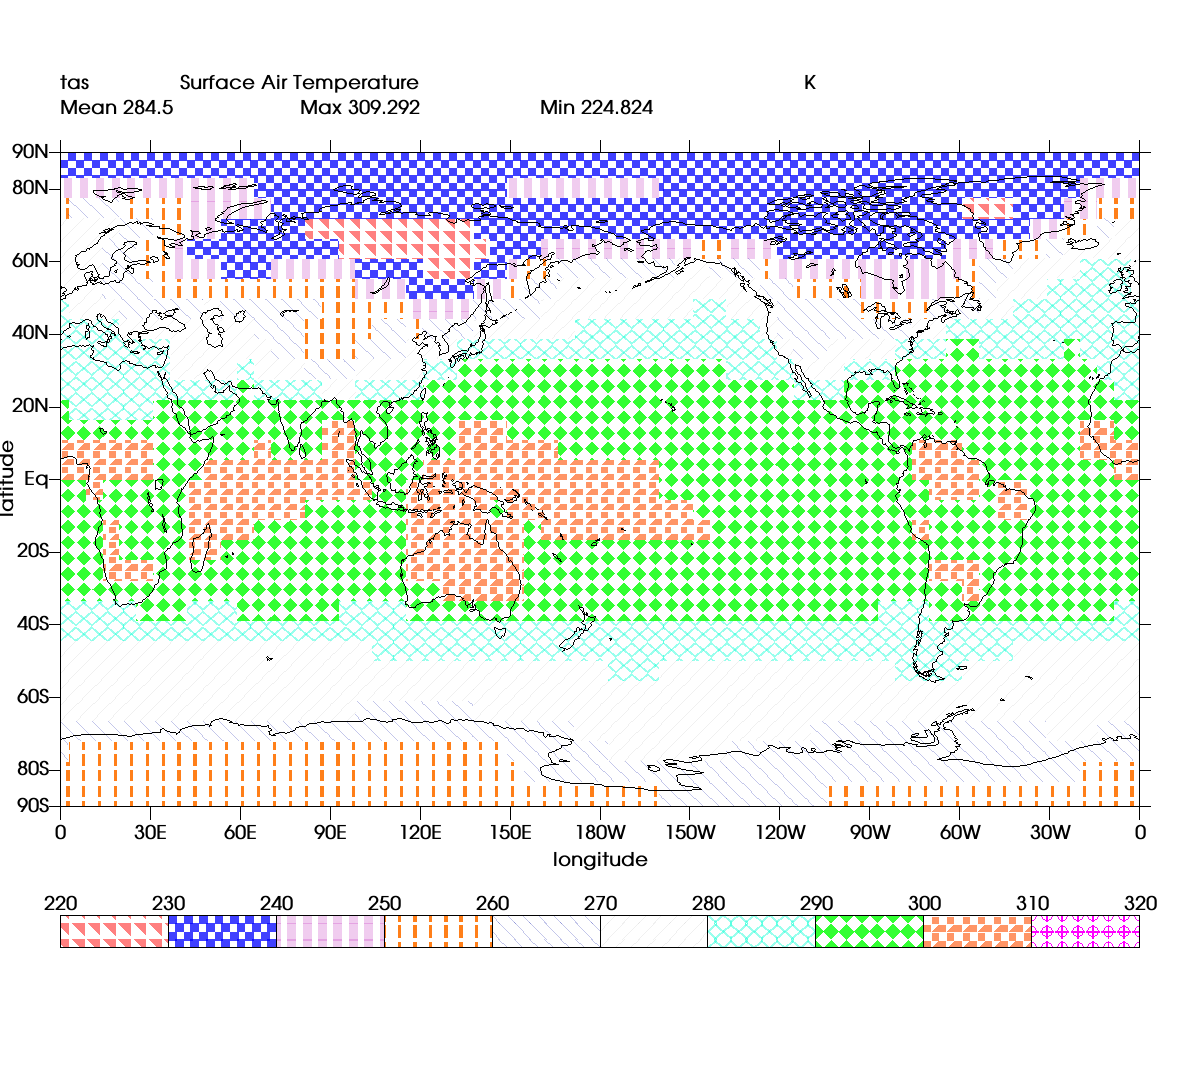 tas Surface Air Temperature K
Mean 284.5 Max 309.292 Min 224.824
90N
80N
60N
40N
20N
Eq
20S
40S
60S
80S
90S
latitude
0 30E 60E 90E 120E 150E 180W 150W 120W 90W 60W 30W 0
longitude
220 230 240 250 260 270 280 290 300 310 320